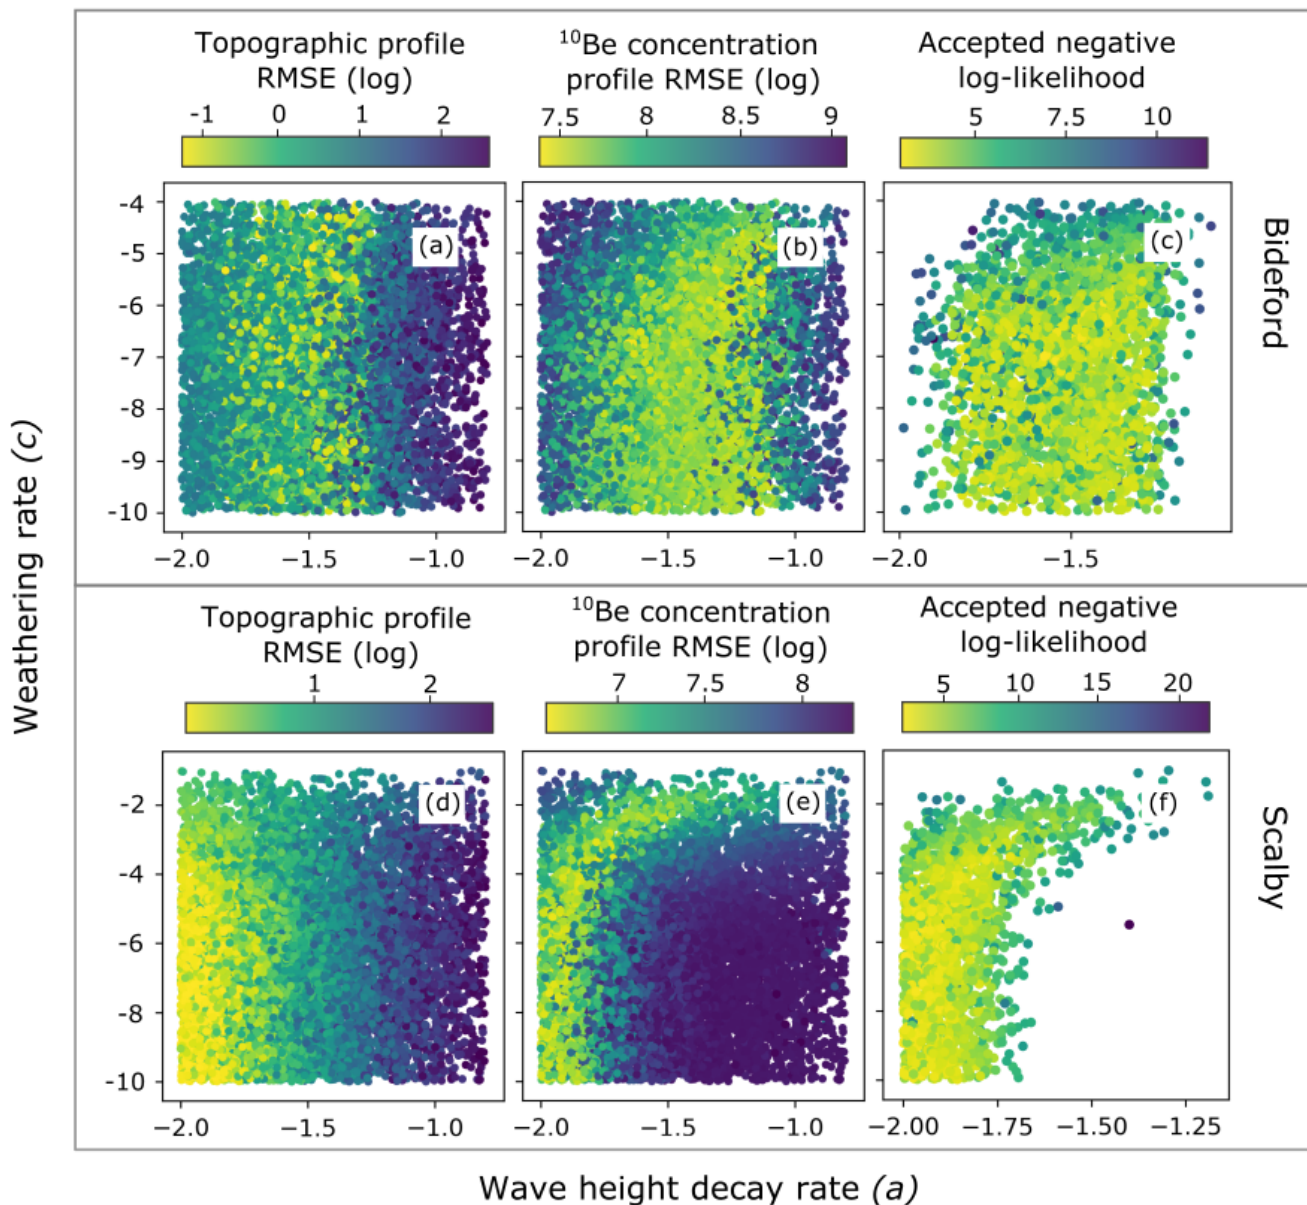 Topographic profile
RMSE (log)
-1 0 1 2
¹⁰Be concentration
profile RMSE (log)
7.5 8 8.5 9
Accepted negative
log-likelihood
5 7.5 10
-4
-5
-6
-7
-8
-9
-10
(a)
(b)
(c)
−2.0 −1.5 −1.0
−2.0 −1.5 −1.0
−2.0 −1.5
Bideford
Topographic profile
RMSE (log)
1 2
¹⁰Be concentration
profile RMSE (log)
7 7.5 8
Accepted negative
log-likelihood
5 10 15 20
-2
-4
-6
-8
-10
(d)
(e)
(f)
−2.0 −1.5 −1.0
−2.0 −1.5 −1.0
−2.00 −1.75 −1.50 −1.25
Scalby
Weathering rate (c)
Wave height decay rate (a)